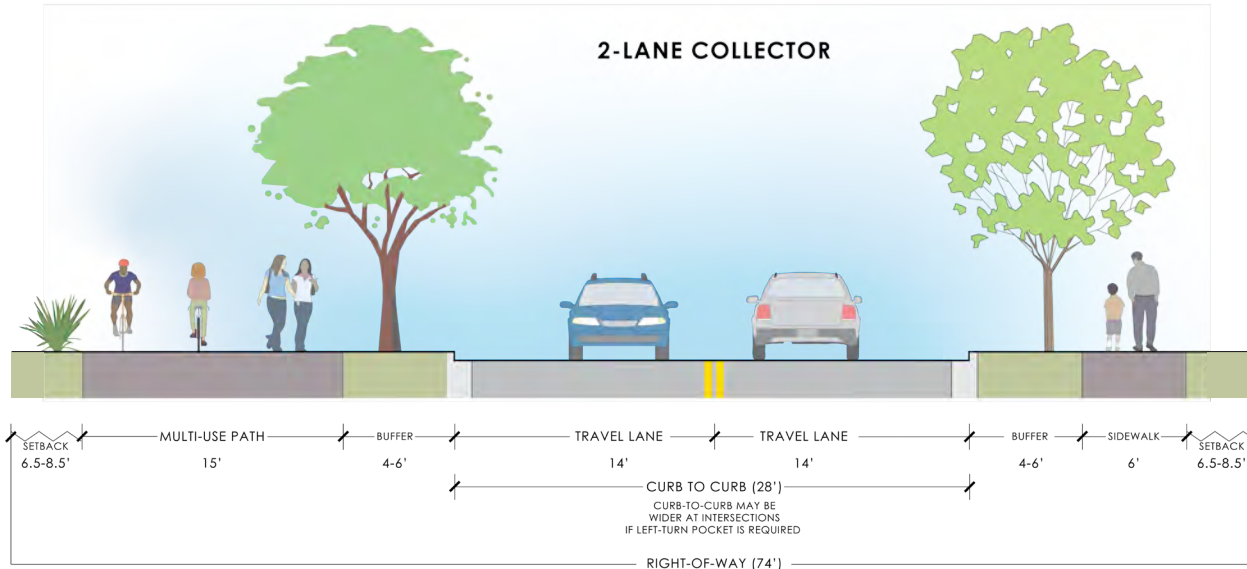 2-LANE COLLECTOR
SETBACK MULTI-USE PATH BUFFER TRAVEL LANE TRAVEL LANE BUFFER SIDEWALK SETBACK
6.5-8.5' 15' 4-6' 14' 14' 4-6' 6' 6.5-8.5'
CURB TO CURB (28')
CURB-TO-CURB MAY BE
WIDER AT INTERSECTIONS
IF LEFT-TURN POCKET IS REQUIRED
RIGHT-OF-WAY (74')